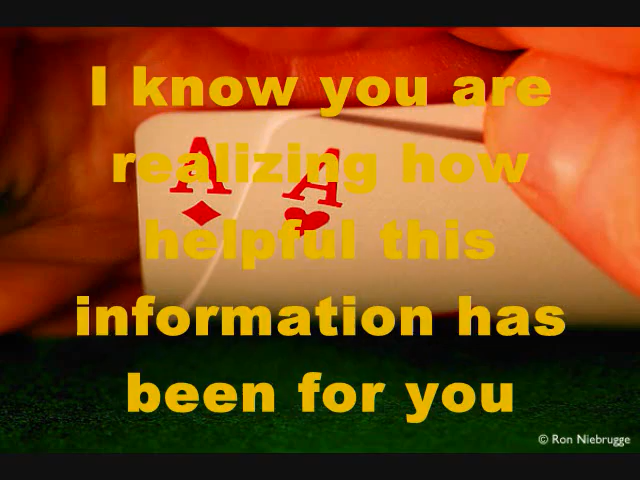 I know you are
realizing how
helpful this
information has
been for you
A A
© Ron Niebrugge